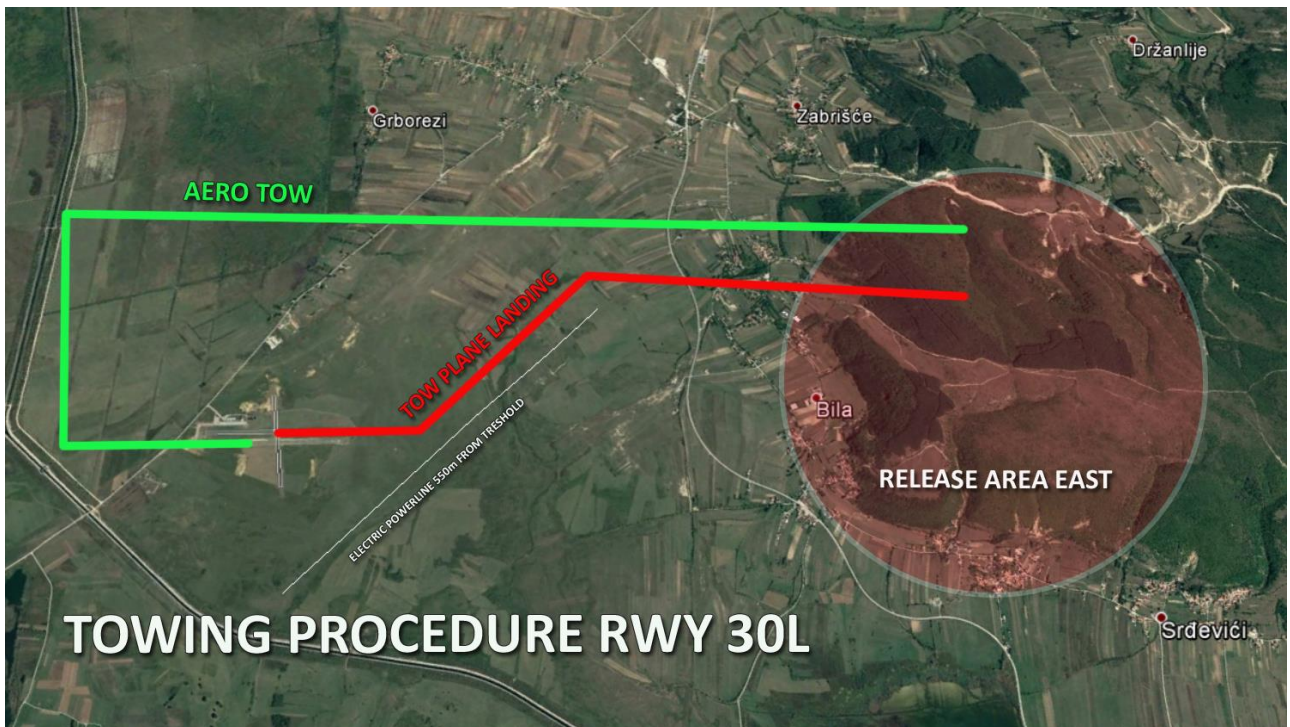 Držanlije
Zabrišće
Grborezi
AERO TOW
TOW PLANE LANDING
Bila
ELECTRIC POWERLINE 550m FROM TRESHOLD
RELEASE AREA EAST
TOWING PROCEDURE RWY 30L
Srđevići